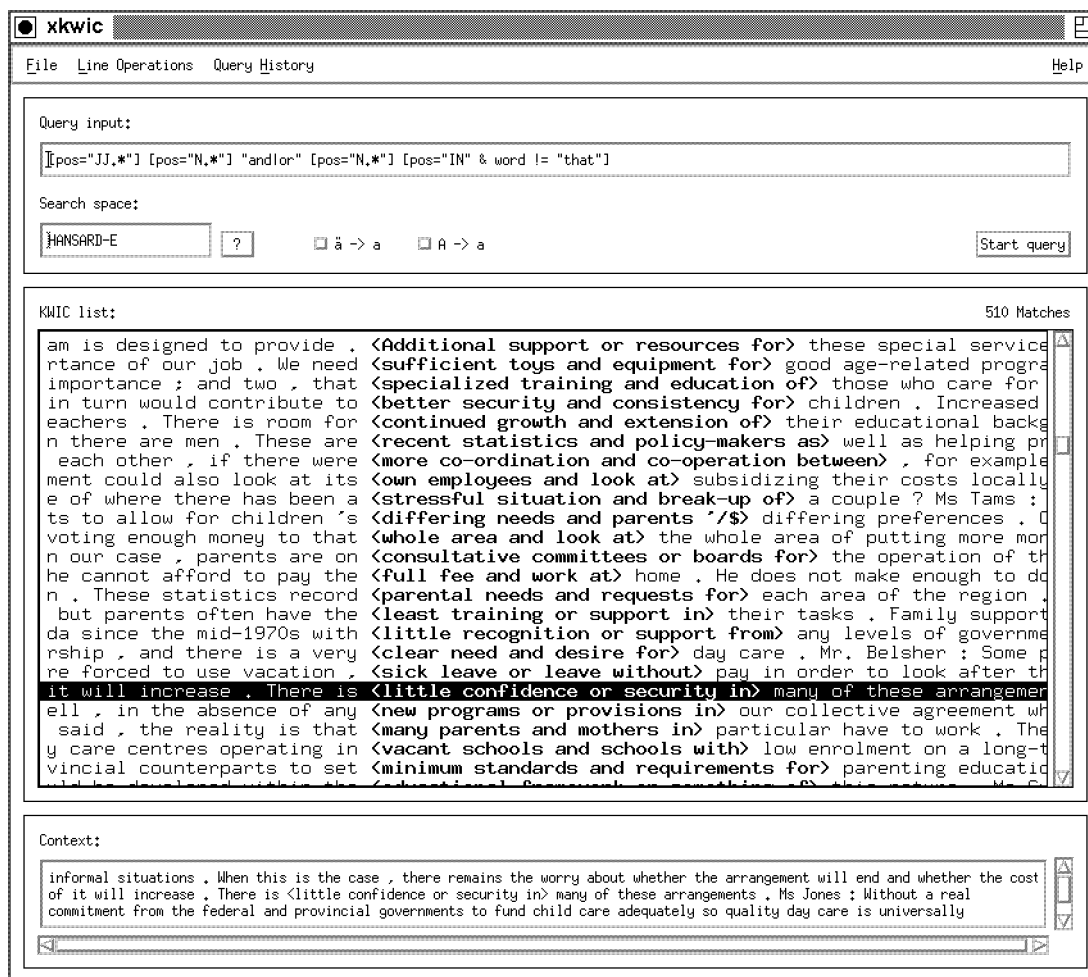 xkwic
File Line Operations Query History Help
Query input:
[pos="JJ.*"] [pos="N.*"] "and|or" [pos="N.*"] [pos="IN" & word != "that"]
Search space:
HANSARD-E ? ä -> a A -> a Start query
KWIC list: 510 Matches
am is designed to provide . <Additional support or resources for> these special service
rtance of our job . We need <sufficient toys and equipment for> good age-related progra
importance ; and two , that <specialized training and education of> those who care for
in turn would contribute to <better security and consistency for> children . Increased
eachers . There is room for <continued growth and extension of> their educational backg
n there are men . These are <recent statistics and policy-makers as> well as helping pr
each other , if there were <more co-ordination and co-operation between> , for example
ment could also look at its <own employees and look at> subsidizing their costs locally
e of where there has been a <stressful situation and break-up of> a couple ? Ms Tams :
ts to allow for children 's <differing needs and parents '/$> differing preferences .
voting enough money to that <whole area and look at> the whole area of putting more mon
n our case , parents are on <consultative committees or boards for> the operation of th
he cannot afford to pay the <full fee and work at> home . He does not make enough to do
n . These statistics record <parental needs and requests for> each area of the region .
but parents often have the <least training or support in> their tasks . Family support
da since the mid-1970s with <little recognition or support from> any levels of governme
rship , and there is a very <clear need and desire for> day care . Mr. Belsher : Some p
re forced to use vacation , <sick leave or leave without> pay in order to look after th
it will increase . There is <little confidence or security in> many of these arrangemen
ell , in the absence of any <new programs or provisions in> our collective agreement wh
said , the reality is that <many parents and mothers in> particular have to work . The
y care centres operating in <vacant schools and schools with> low enrolment on a long-t
vincial counterparts to set <minimum standards and requirements for> parenting educatio
Context:
informal situations . When this is the case , there remains the worry about whether the arrangement will end and whether the cost
of it will increase . There is <little confidence or security in> many of these arrangements . Ms Jones : Without a real
commitment from the federal and provincial governments to fund child care adequately so quality day care is universally